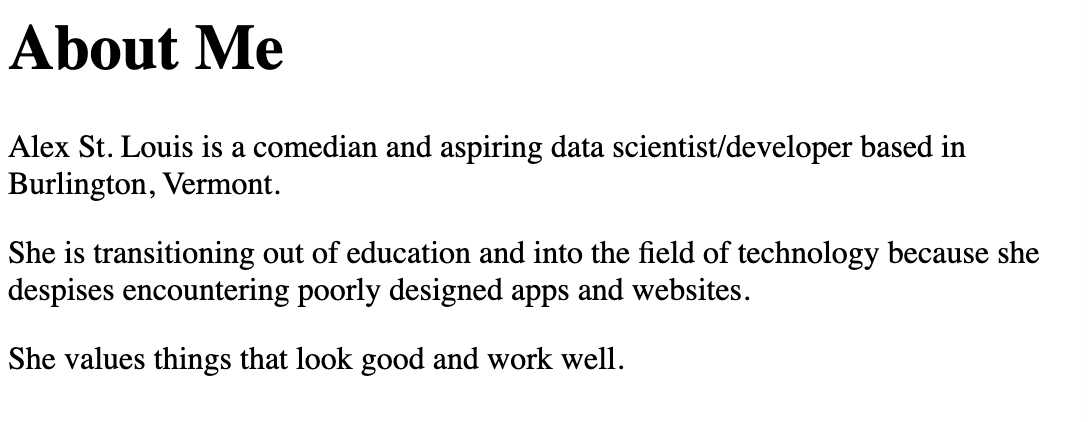 About Me
Alex St. Louis is a comedian and aspiring data scientist/developer based in
Burlington, Vermont.
She is transitioning out of education and into the field of technology because she
despises encountering poorly designed apps and websites.
She values things that look good and work well.